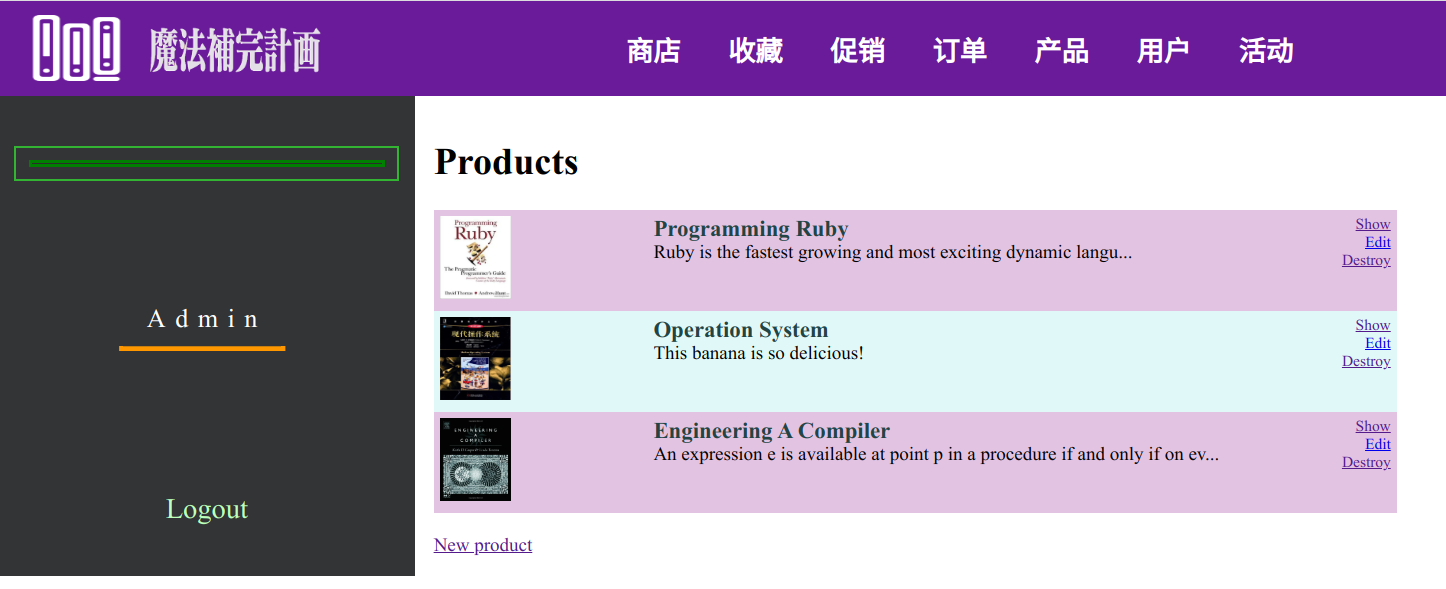 魔法補完計画
商店 收藏 促销 订单 产品 用户 活动
Admin
Logout
Products
Programming
Ruby
The Pragmatic
Programmer's Guide
Programming Ruby
Ruby is the fastest growing and most exciting dynamic langu...
Show
Edit
Destroy
现代操作系统
Operation System
This banana is so delicious!
Show
Edit
Destroy
ENGINEERING
A
COMPILER
Engineering A Compiler
An expression e is available at point p in a procedure if and only if on ev...
Show
Edit
Destroy
New product